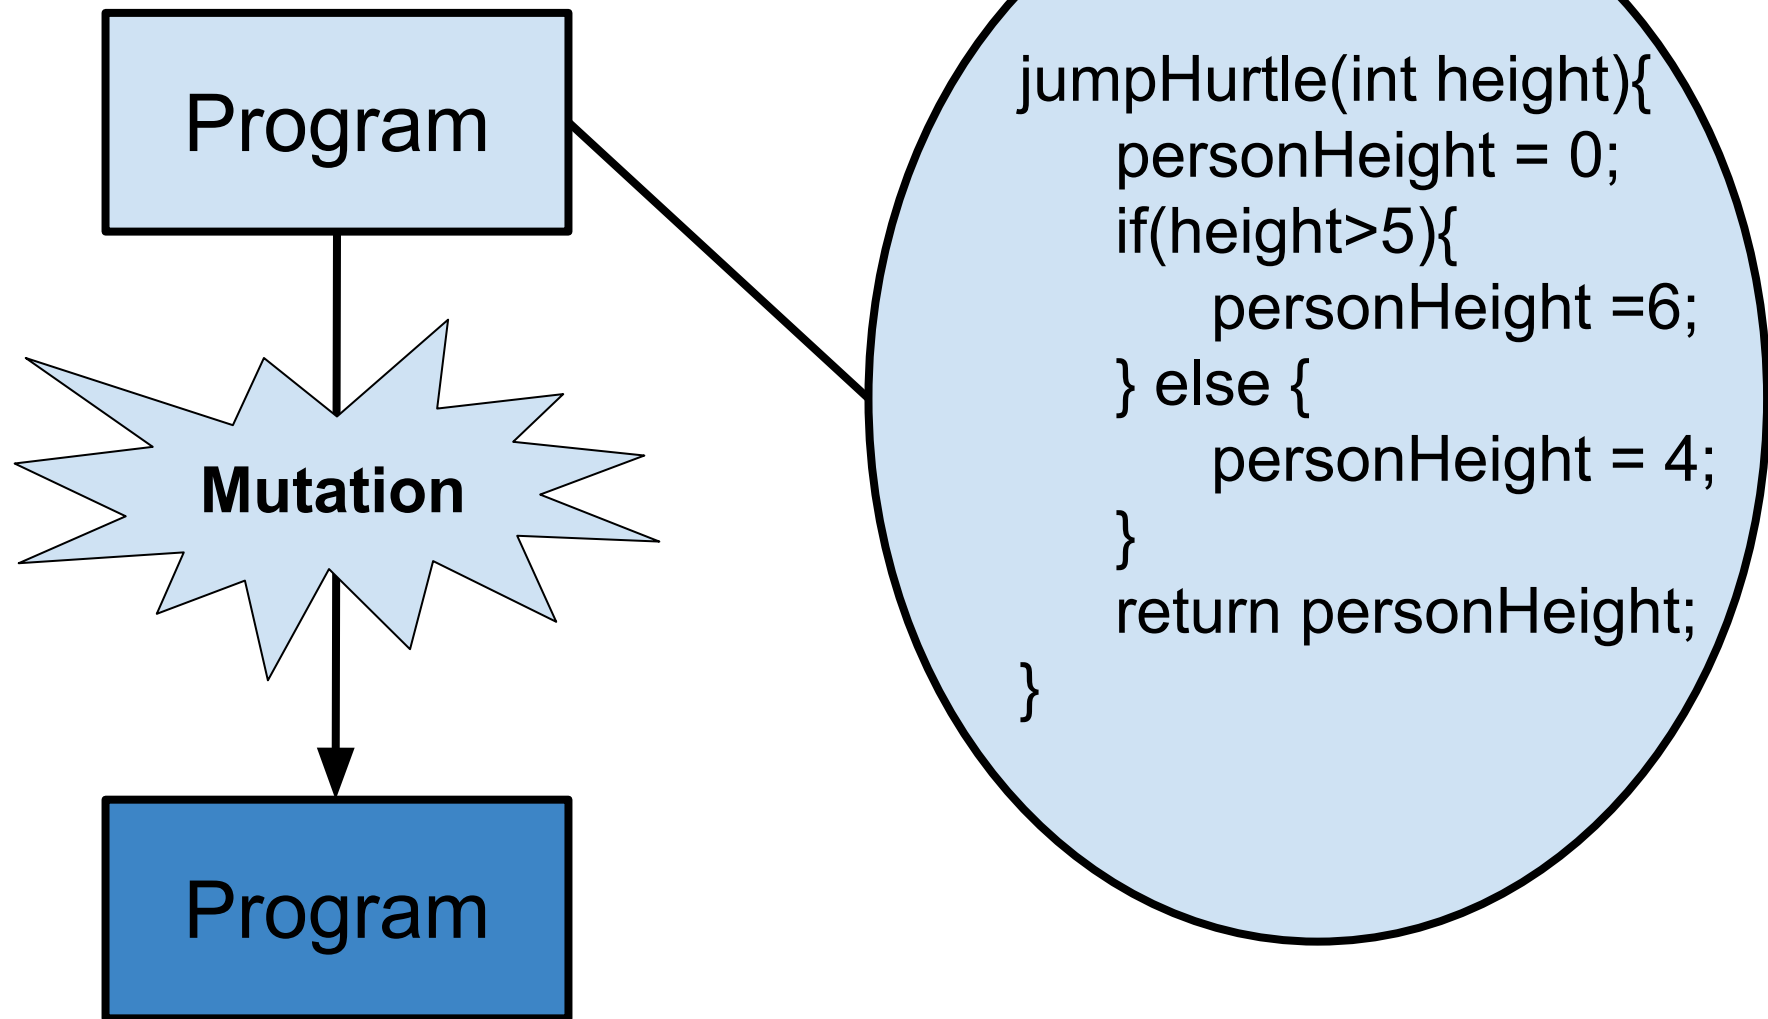 Program
Mutation
Program
jumpHurtle(int height){
personHeight = 0;
if(height>5){
personHeight =6;
} else {
personHeight = 4;
}
return personHeight;
}